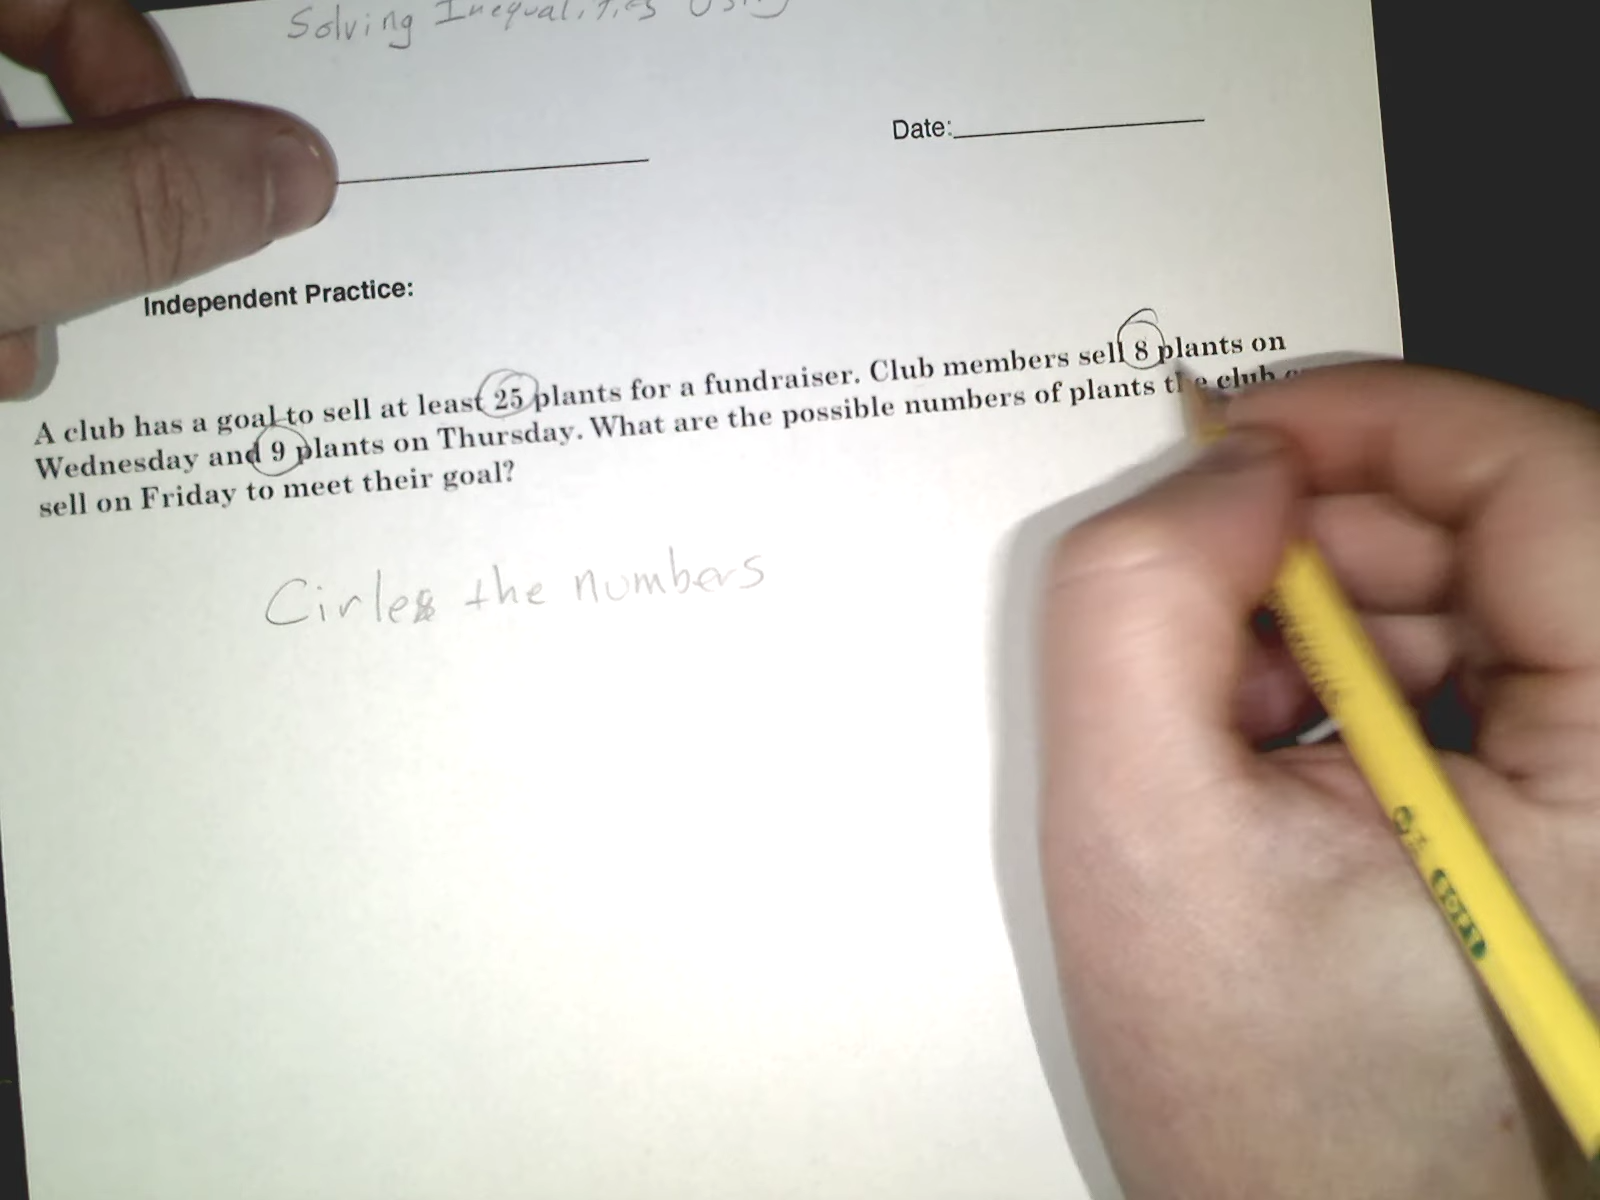 Solving Inequalities
Date:
Independent Practice:
A club has a goal to sell at least 25 plants for a fundraiser. Club members sell 8 plants on
Wednesday and 9 plants on Thursday. What are the possible numbers of plants the club
sell on Friday to meet their goal?
Cirles the numbers